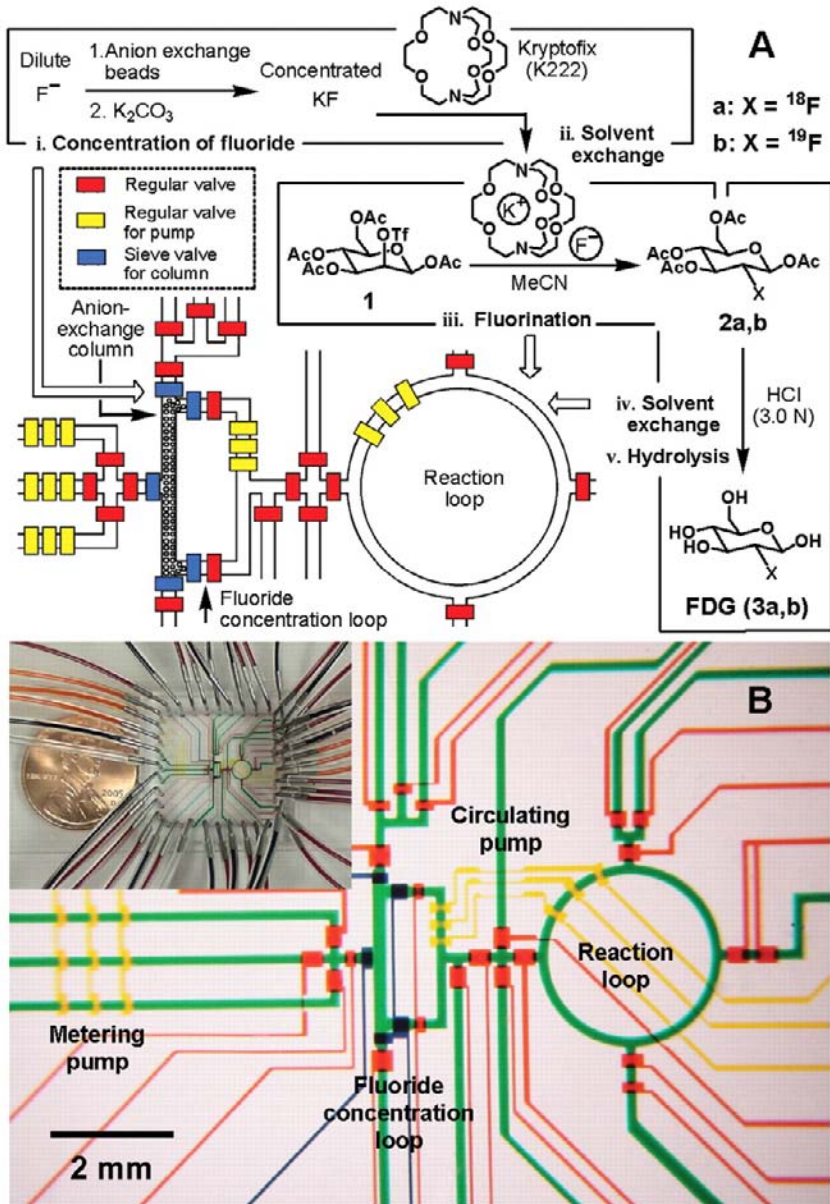 A
Dilute
F⁻
1.Anion exchange
beads
2. K₂CO₃
Concentrated
KF
Kryptofix
(K222)
a: X = ¹⁸F
b: X = ¹⁹F
i. Concentration of fluoride
ii. Solvent
exchange
Regular valve
Regular valve
for pump
Sieve valve
for column
OAc
OTf
AcO
AcO
OAc
1
K⁺
F⁻
MeCN
iii. Fluorination
OAc
AcO
AcO
OAc
X
2a,b
Anion-
exchange
column
HCl
(3.0 N)
iv. Solvent
exchange
v. Hydrolysis
Reaction
loop
OH
HO
HO
OH
X
FDG (3a,b)
Fluoride
concentration loop
B
2005
Circulating
pump
Reaction
loop
Metering
pump
Fluoride
concentration
loop
2 mm